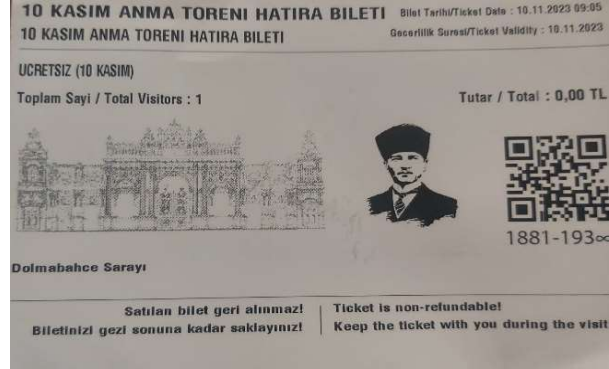 10 KASIM ANMA TORENI HATIRA BILETI
Bilet Tarihi/Ticket Date : 10.11.2023 09:05
10 KASIM ANMA TORENI HATIRA BILETI
Gecerlilik Suresi/Ticket Validity : 10.11.2023
UCRETSIZ (10 KASIM)
Toplam Sayi / Total Visitors : 1
Tutar / Total : 0,00 TL
1881-193∞
Dolmabahce Sarayı
Satılan bilet geri alınmaz!
Biletinizi gezi sonuna kadar saklayınız!
Ticket is non-refundable!
Keep the ticket with you during the visit